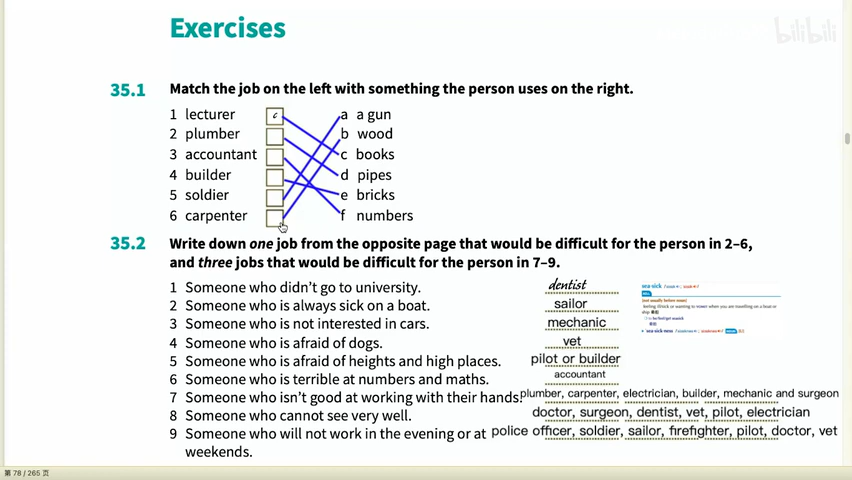 Exercises
bilibili
35.1 Match the job on the left with something the person uses on the right.
1 lecturer c a a gun
2 plumber b wood
3 accountant c books
4 builder d pipes
5 soldier e bricks
6 carpenter f numbers
35.2 Write down one job from the opposite page that would be difficult for the person in 2–6,
and three jobs that would be difficult for the person in 7–9.
1 Someone who didn't go to university. dentist
2 Someone who is always sick on a boat. sailor
3 Someone who is not interested in cars. mechanic
4 Someone who is afraid of dogs. vet
5 Someone who is afraid of heights and high places. pilot or builder
6 Someone who is terrible at numbers and maths. accountant
7 Someone who isn't good at working with their hands. plumber, carpenter, electrician, builder, mechanic and surgeon
8 Someone who cannot see very well. doctor, surgeon, dentist, vet, pilot, electrician
9 Someone who will not work in the evening or at police officer, soldier, sailor, firefighter, pilot, doctor, vet
weekends.
第 78 / 265 页